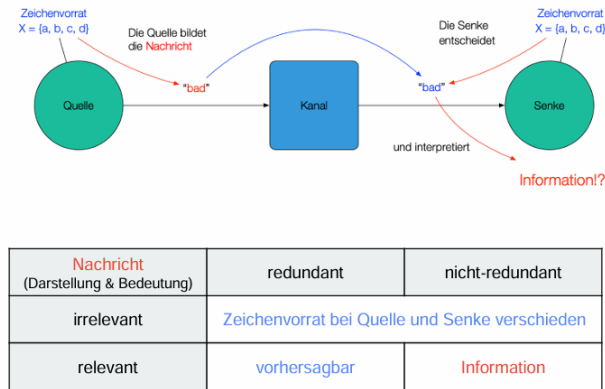 Zeichenvorrat
X = {a, b, c, d}
Die Quelle bildet
die Nachricht
Die Senke
entscheidet
Zeichenvorrat
X = {a, b, c, d}
"bad"
"bad"
Quelle
Kanal
Senke
und interpretiert
Information!?
Nachricht
(Darstellung & Bedeutung)
redundant
nicht-redundant
irrelevant
Zeichenvorrat bei Quelle und Senke verschieden
relevant
vorhersagbar
Information